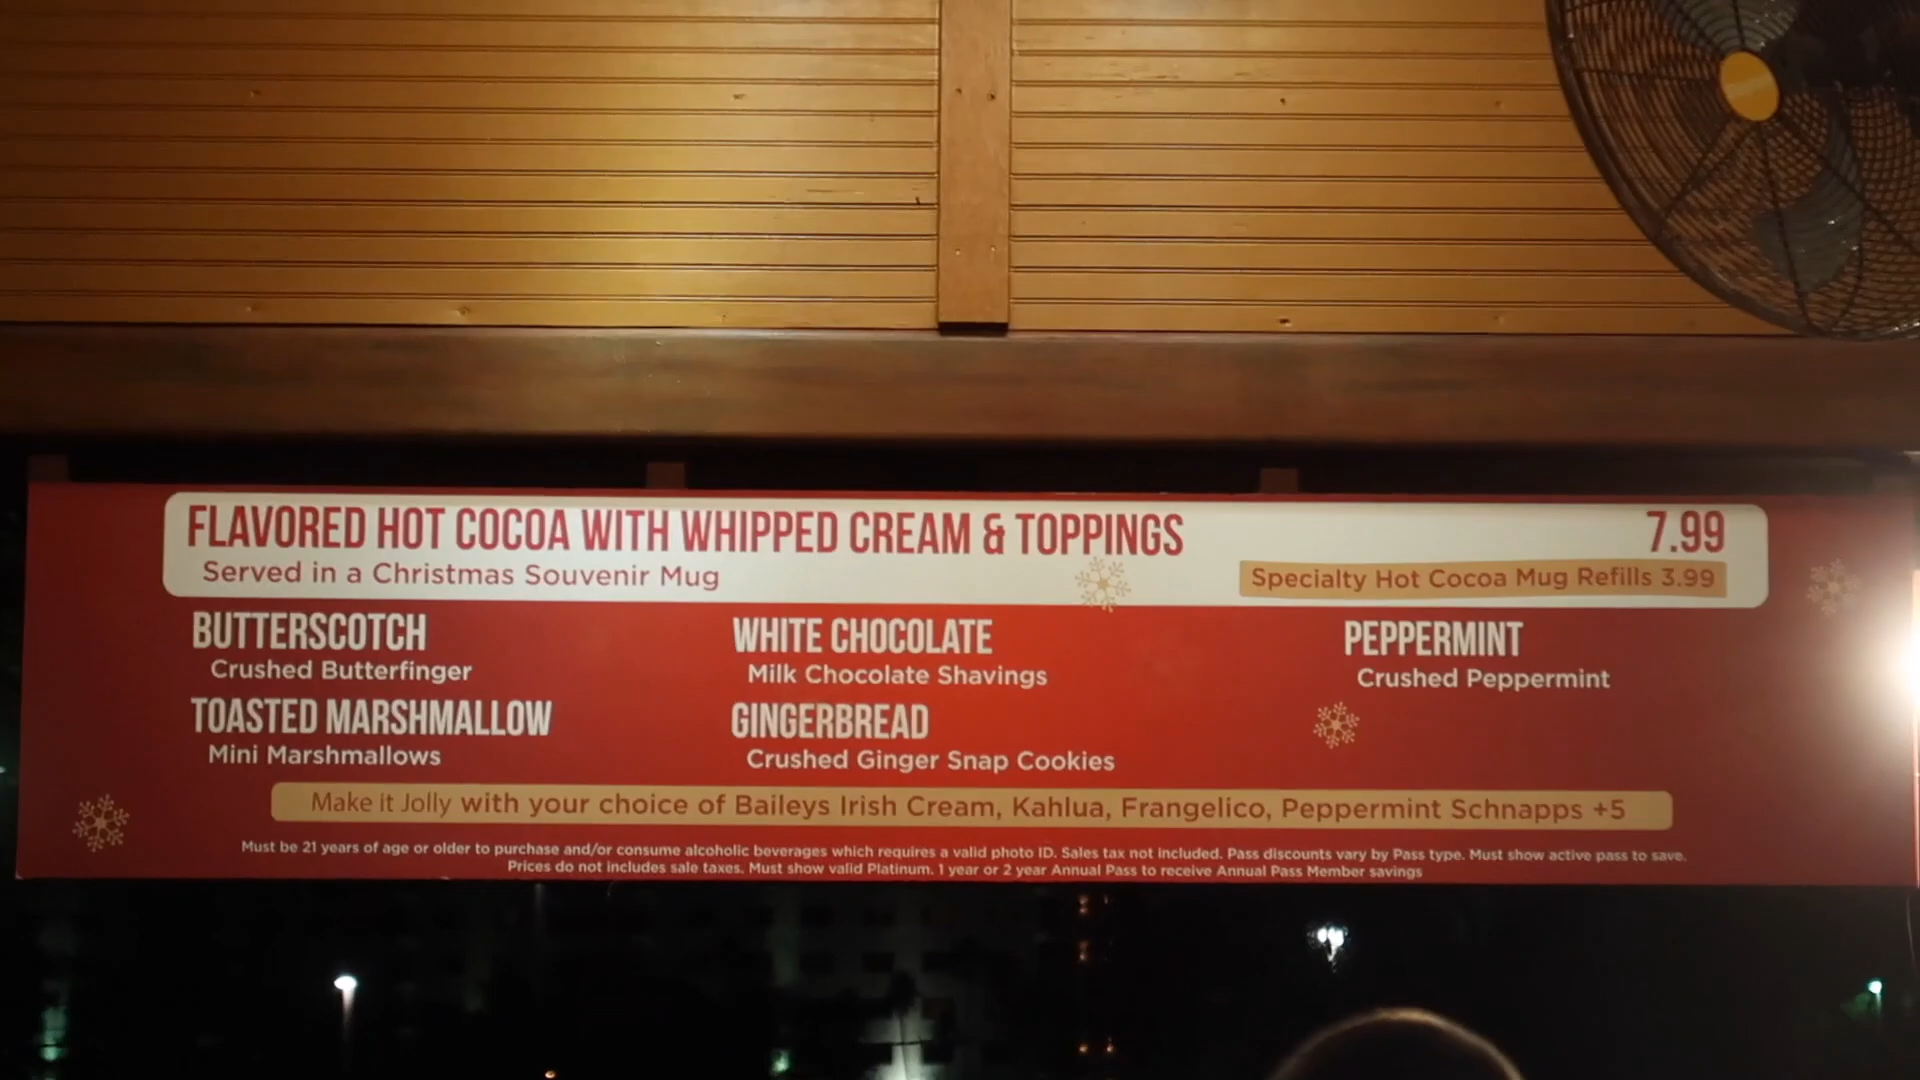 FLAVORED HOT COCOA WITH WHIPPED CREAM & TOPPINGS 7.99
Served in a Christmas Souvenir Mug Specialty Hot Cocoa Mug Refills 3.99
BUTTERSCOTCH WHITE CHOCOLATE PEPPERMINT
Crushed Butterfinger Milk Chocolate Shavings Crushed Peppermint
TOASTED MARSHMALLOW GINGERBREAD
Mini Marshmallows Crushed Ginger Snap Cookies
Make it Jolly with your choice of Baileys Irish Cream, Kahlua, Frangelico, Peppermint Schnapps +5
Must be 21 years of age or older to purchase and/or consume alcoholic beverages which requires a valid photo ID. Sales tax not included. Pass discounts vary by Pass type. Must show active pass to save.
Prices do not includes sale taxes. Must show valid Platinum. 1 year or 2 year Annual Pass to receive Annual Pass Member savings